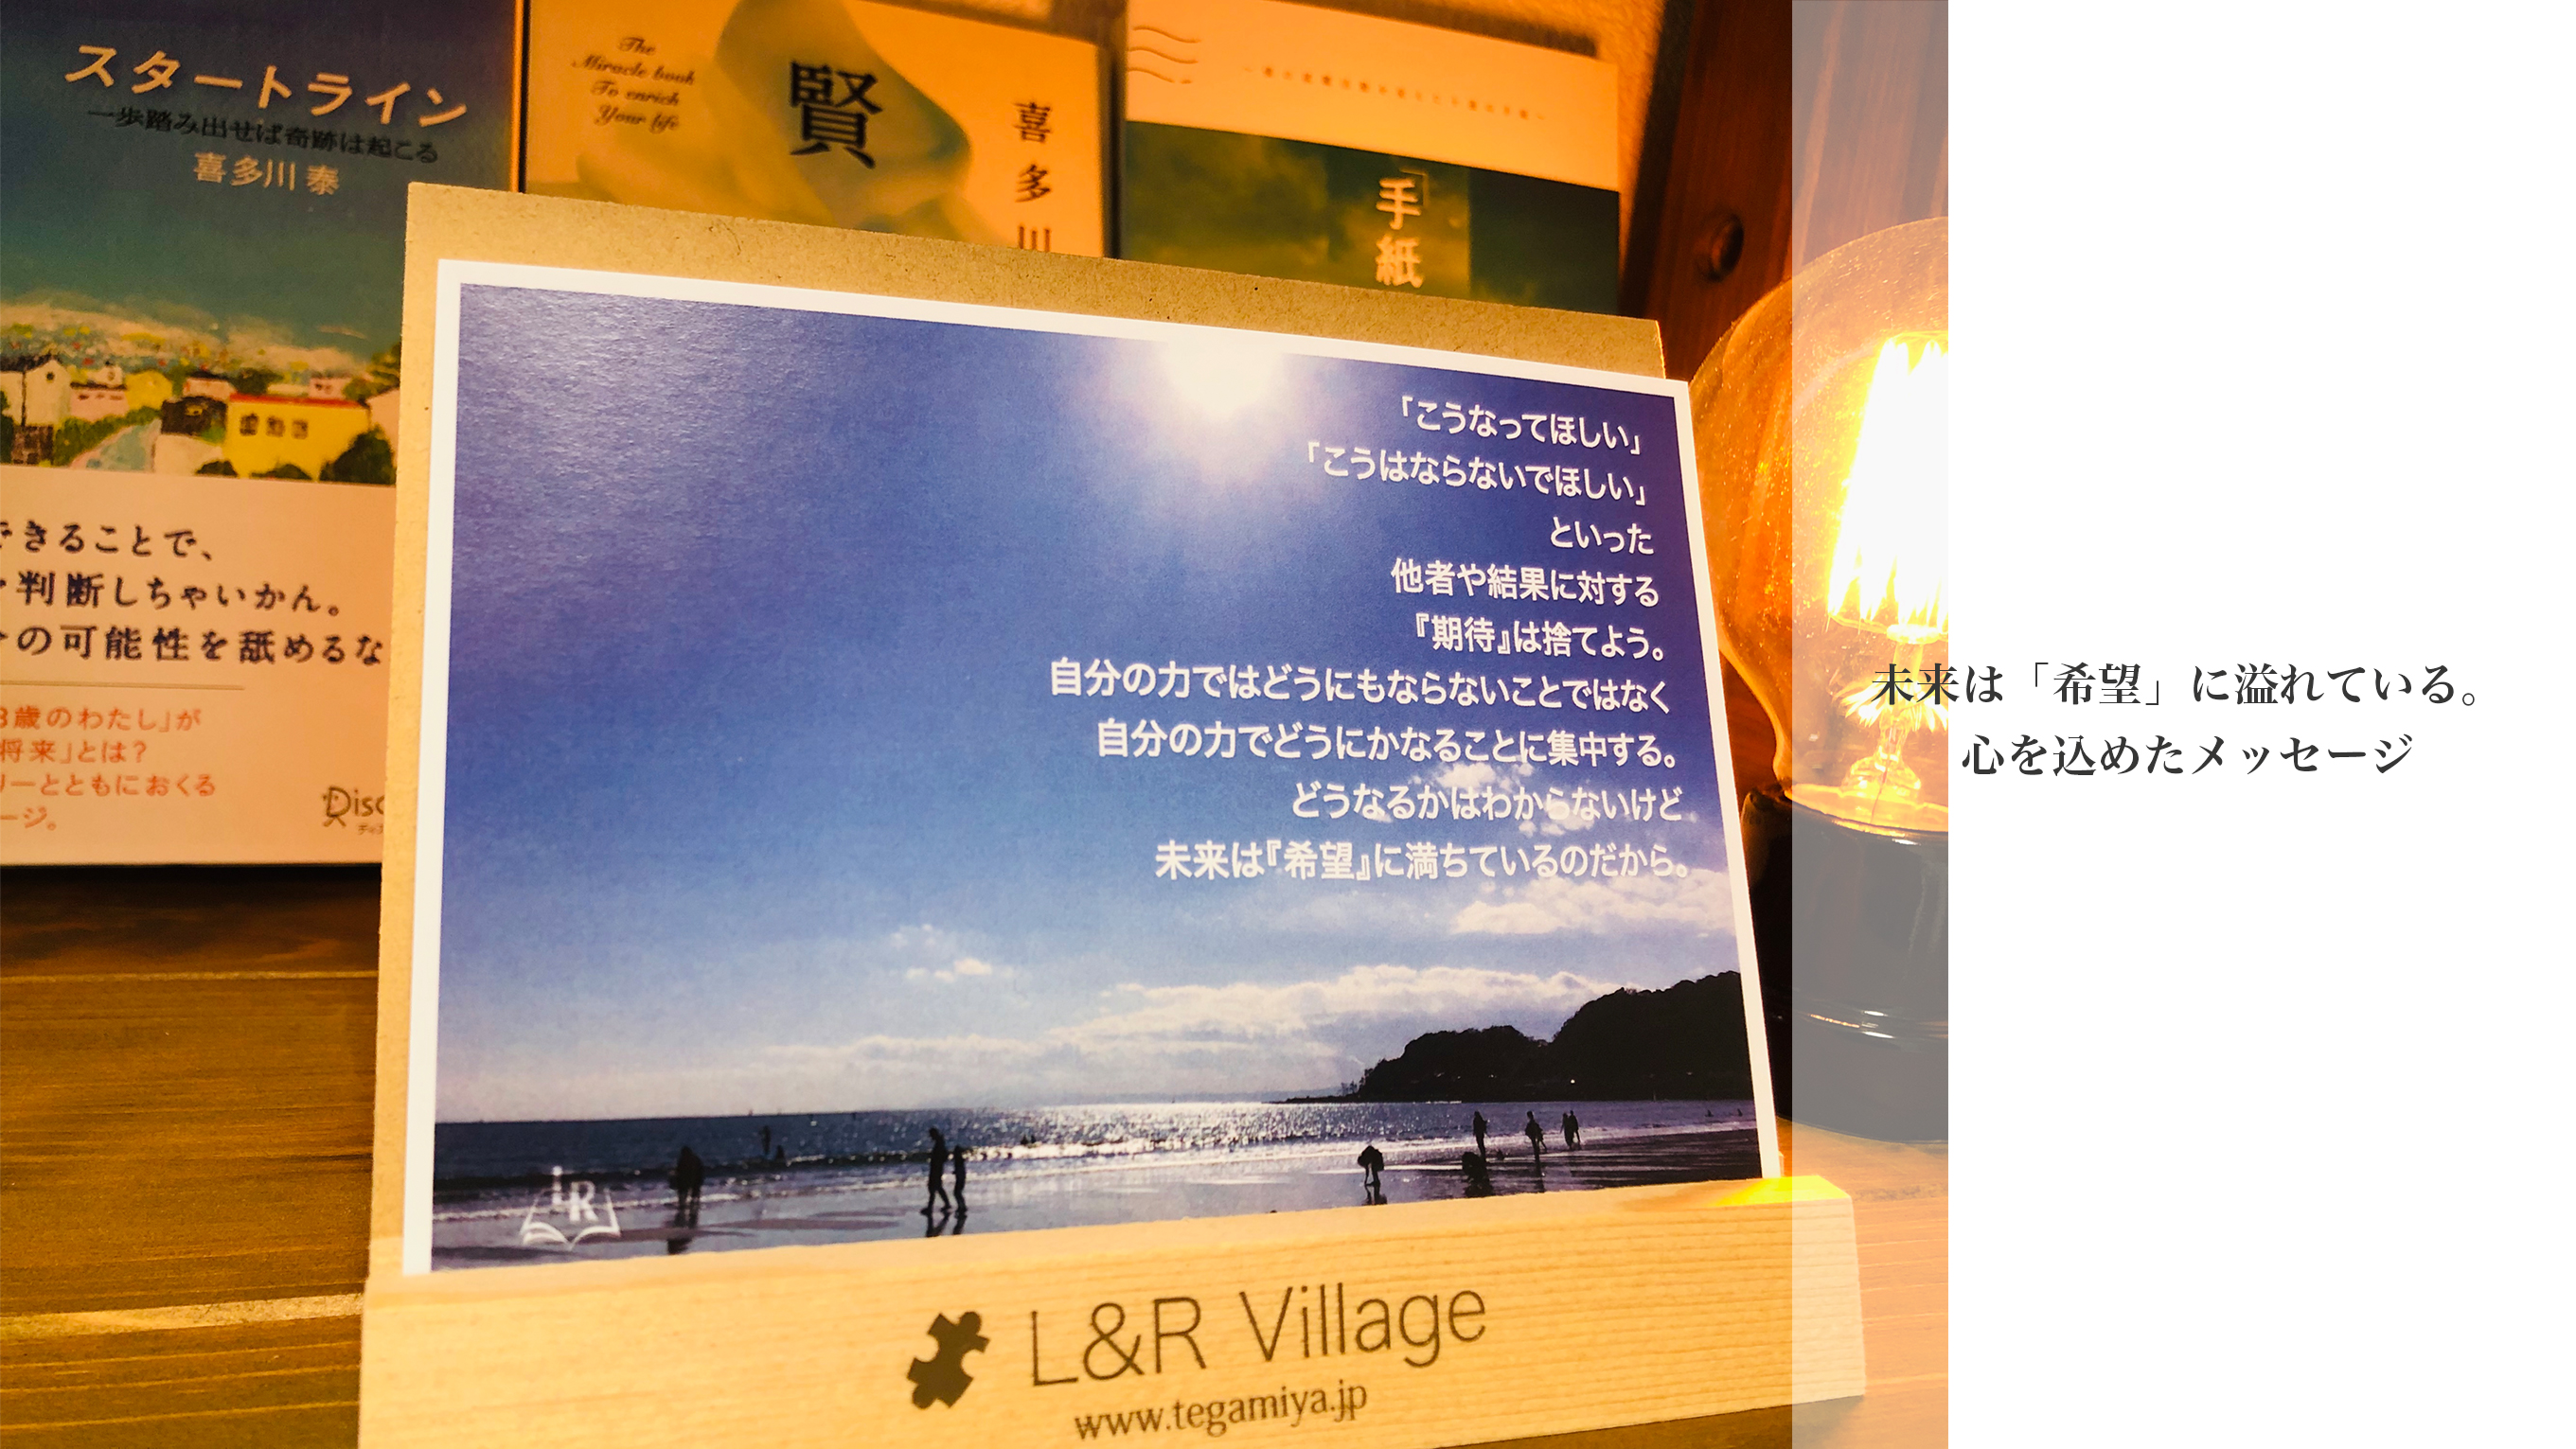 スタートライン
一歩踏み出せば奇跡は起こる
喜多川 泰
The
Miracle book
To enrich
Your life
賢
喜多川
「手紙
できることで、
判断しちゃいかん。
の可能性を舐めるな
歳のわたし」が
将来」とは？
リーとともにおくる
ージ。
Disc
「こうなってほしい」
「こうはならないでほしい」
といった
他者や結果に対する
『期待』は捨てよう。
自分の力ではどうにもならないことではなく
自分の力でどうにかなることに集中する。
どうなるかはわからないけど
未来は『希望』に満ちているのだから。
LR
L&R Village
www.tegamiya.jp
未来は「希望」に溢れている。
心を込めたメッセージ